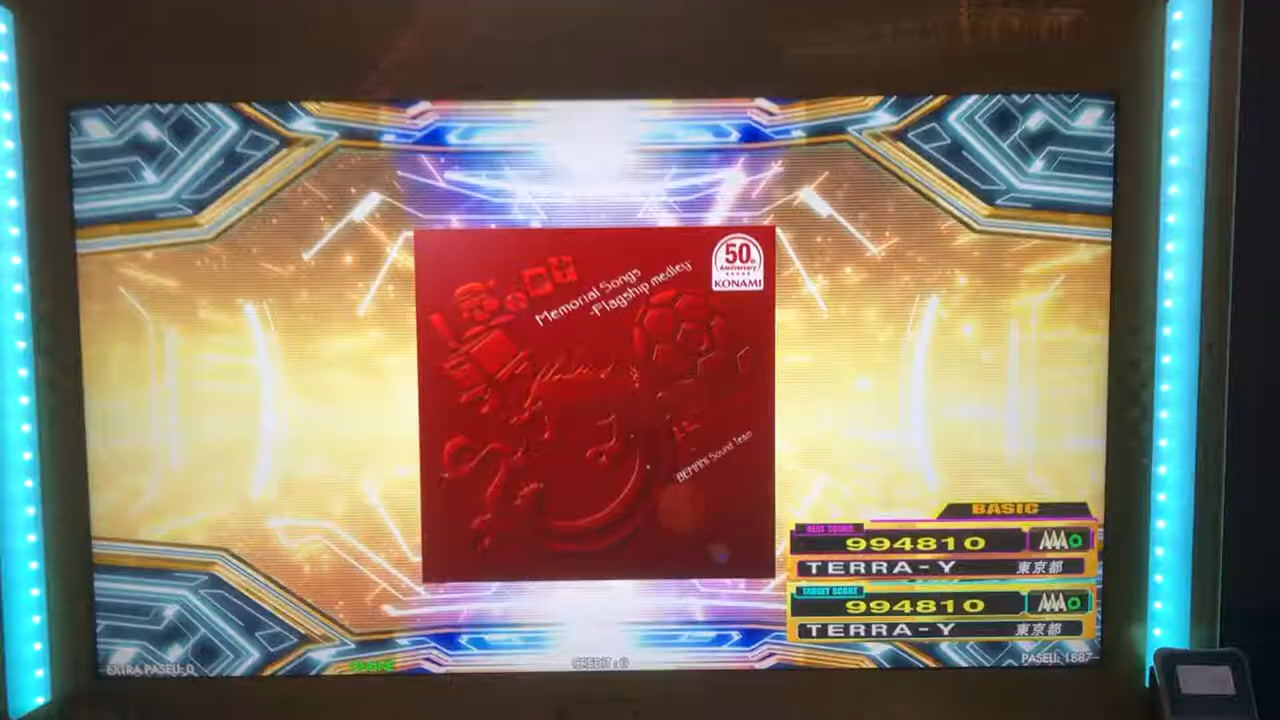 50th
Anniversary
KONAMI
Memorial Songs
-Flagship medley-
BEMANI Sound Team
BASIC
BEST SCORE
994810 AAA
TERRA-Y 東京都
TARGET SCORE
994810 AAA
TERRA-Y 東京都
EXTRA PASELI: 0
ONLINE
CREDIT : 0
PASELI: 1887